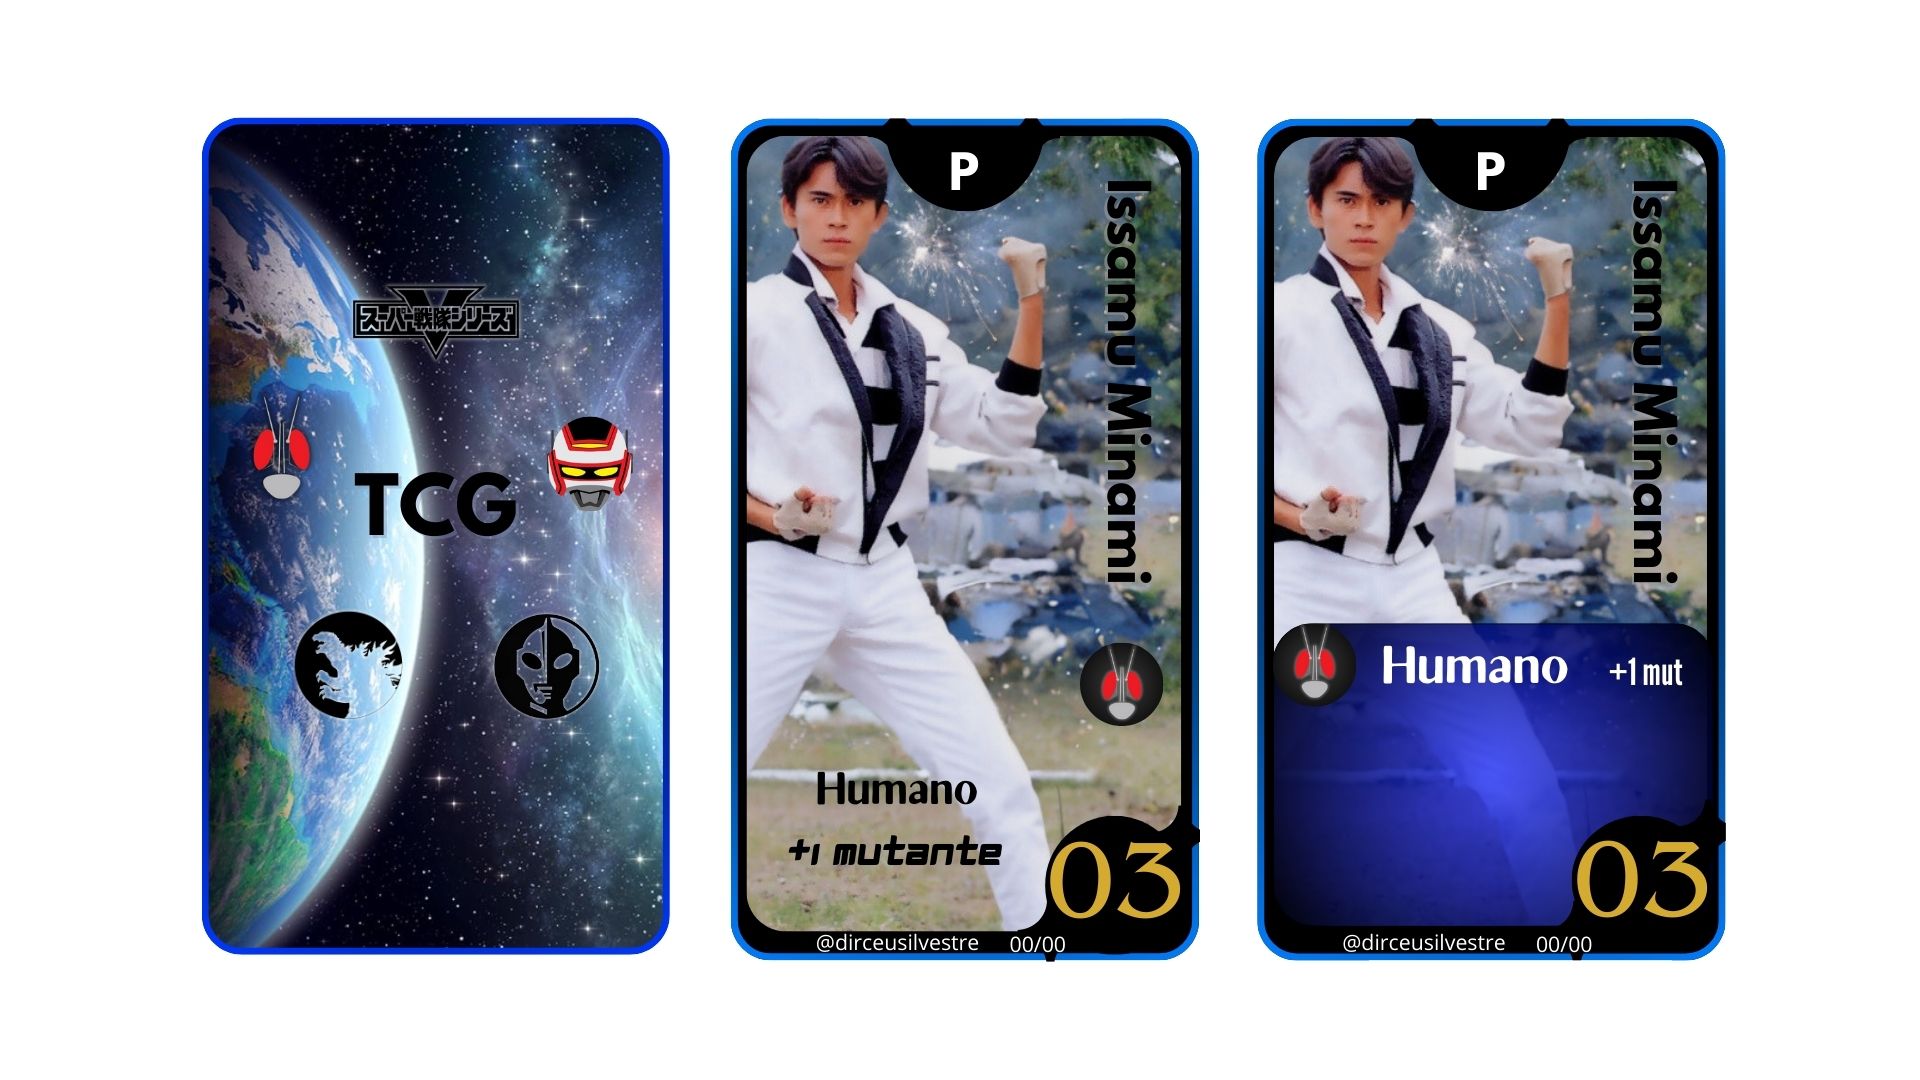 スーパー戦隊シリーズ
TCG
P
Issamu Minami
Humano
+1 mutante
03
@dirceusilvestre 00/00
P
Issamu Minami
Humano +1 mut
03
@dirceusilvestre 00/00